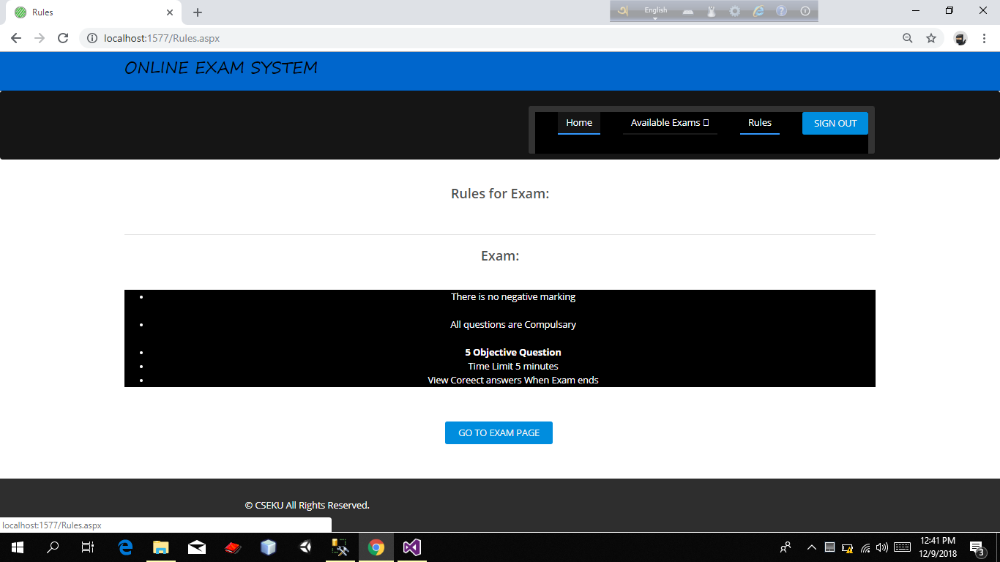 Rules
English
localhost:1577/Rules.aspx
ONLINE EXAM SYSTEM
Home Available Exams Rules SIGN OUT
Rules for Exam:
Exam:
There is no negative marking
All questions are Compulsary
5 Objective Question
Time Limit 5 minutes
View Coreect answers When Exam ends
GO TO EXAM PAGE
© CSEKU All Rights Reserved.
localhost:1577/Rules.aspx
12:41 PM
12/9/2018
3